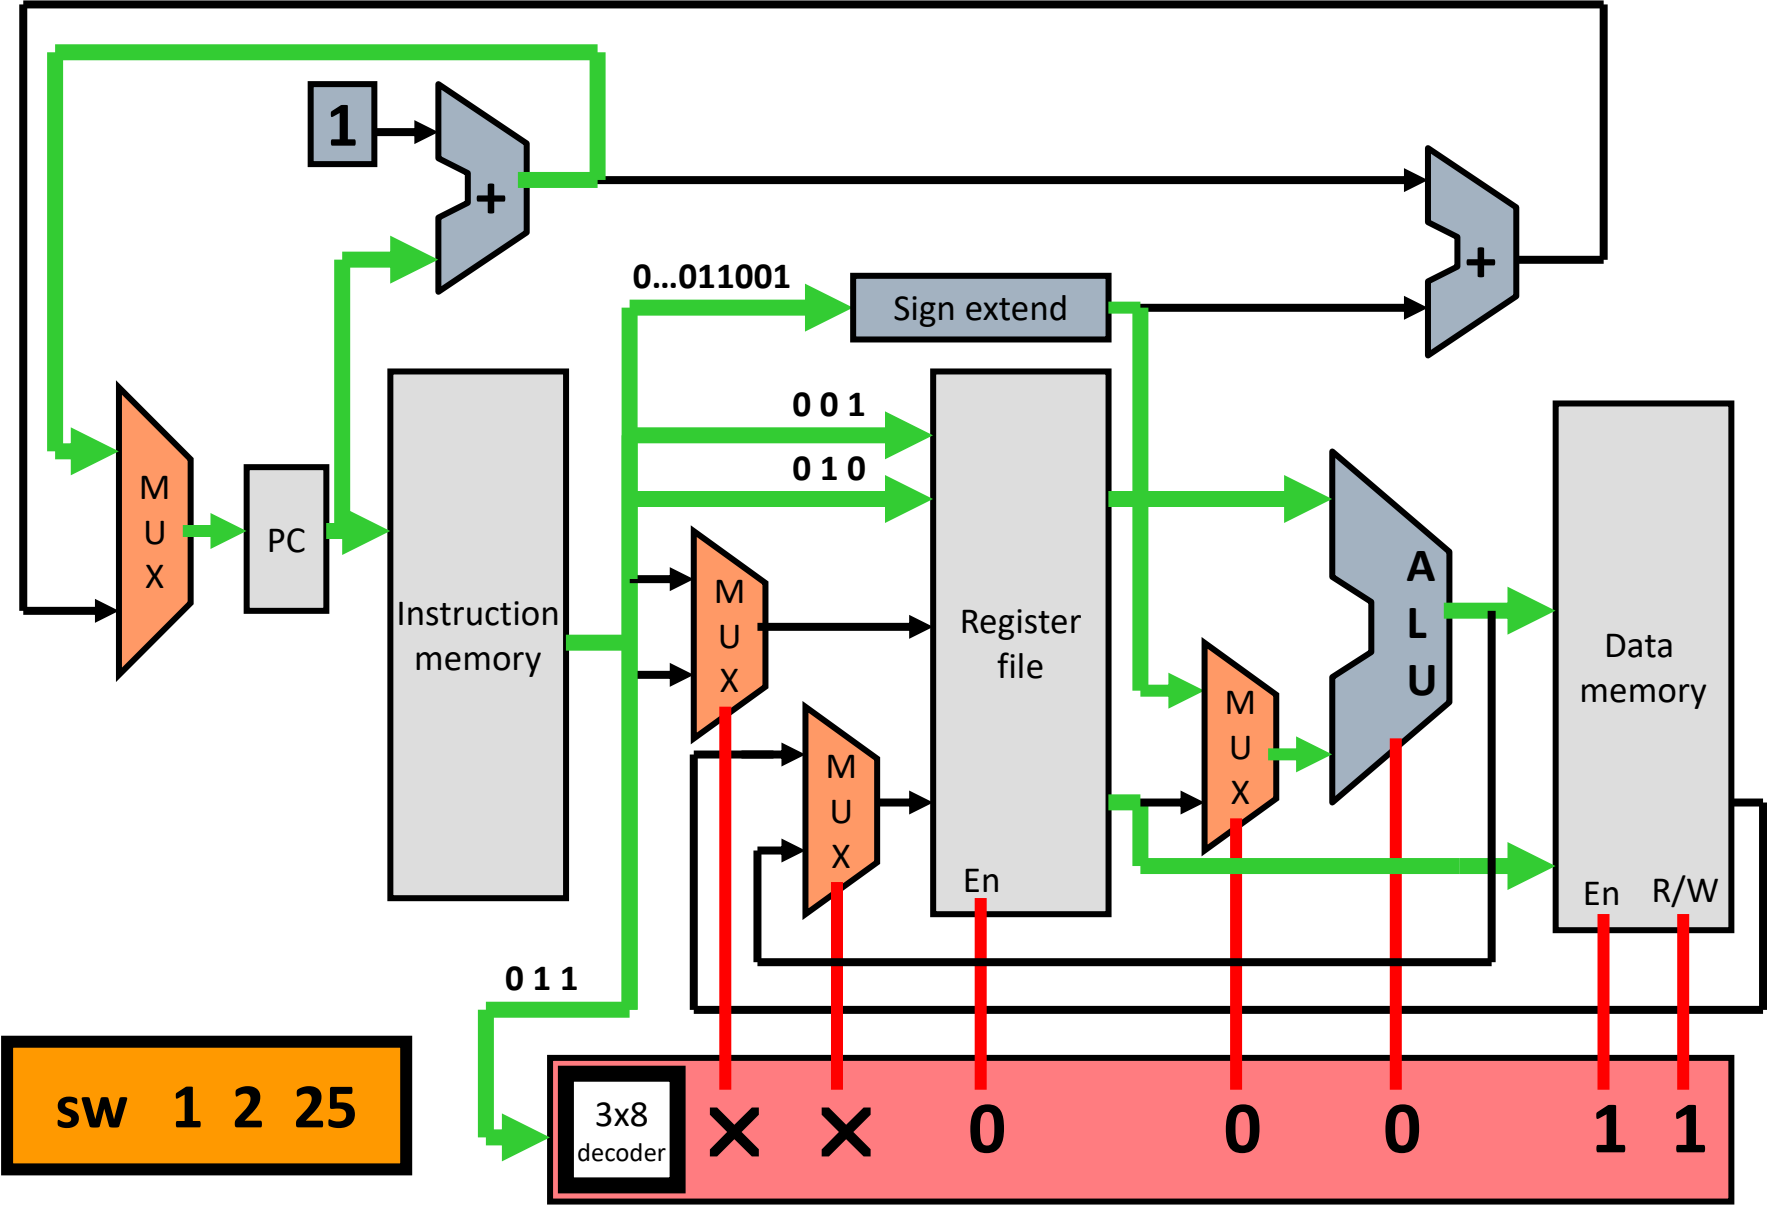 1
+
+
0...011001
Sign extend
0 0 1
0 1 0
M
U
X
PC
Instruction
memory
M
U
X
M
U
X
Register
file
En
M
U
X
A
L
U
Data
memory
En R/W
0 1 1
sw 1 2 25
3x8
decoder
X X 0 0 0 1 1